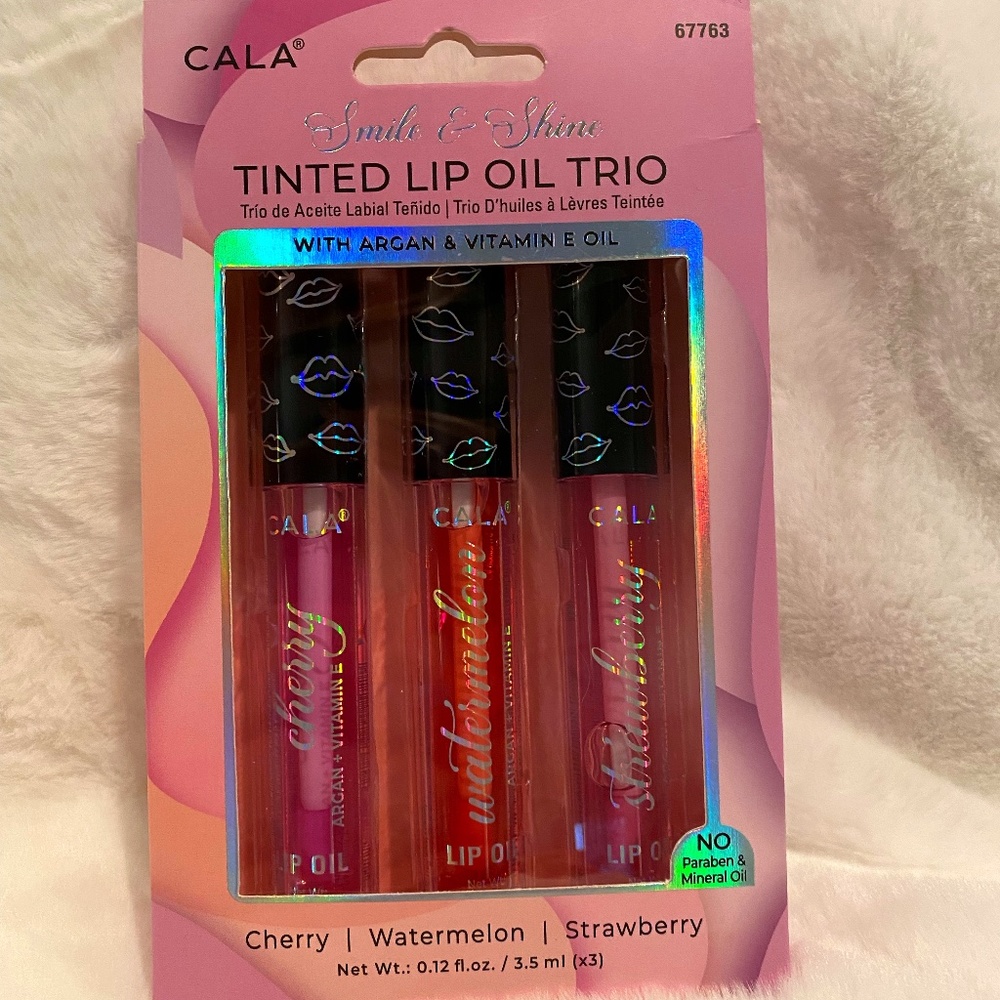 CALA®
67763
Smile & Shine
TINTED LIP OIL TRIO
Trío de Aceite Labial Teñido | Trio D'huiles à Lèvres Teintée
WITH ARGAN & VITAMIN E OIL
CALA®
cherry
ARGAN + VITAMIN E
LIP OIL
CALA®
watermelon
ARGAN + VITAMIN E
LIP OIL
CALA
strawberry
LIP O
NO
Paraben &
Mineral Oil
Cherry | Watermelon | Strawberry
Net Wt.: 0.12 fl.oz. / 3.5 ml (x3)